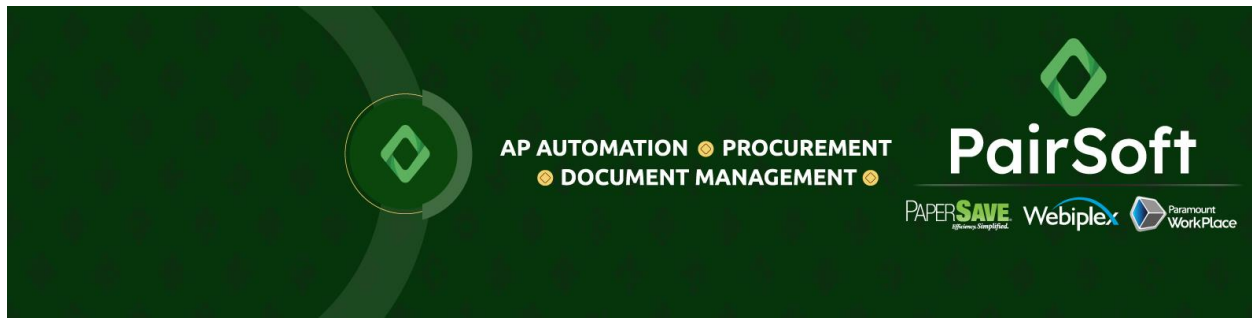 AP AUTOMATION PROCUREMENT
DOCUMENT MANAGEMENT
PairSoft
PAPERSAVE
Efficiency. Simplified.
Webiplex
Paramount
WorkPlace